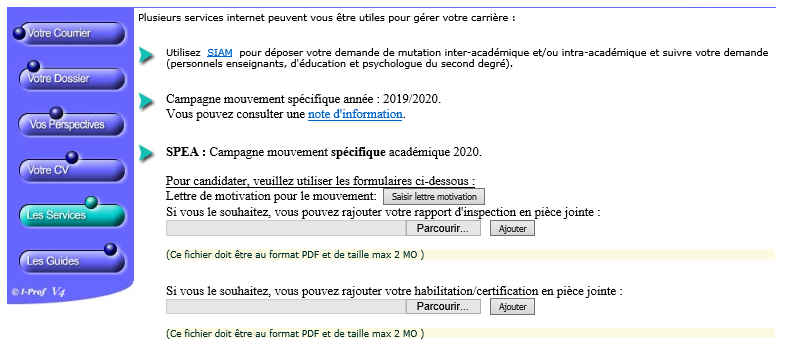 Votre Courrier
Votre Dossier
Vos Perspectives
Votre CV
Les Services
Les Guides
© I-Prof V4
Plusieurs services internet peuvent vous être utiles pour gérer votre carrière :
Utilisez SIAM pour déposer votre demande de mutation inter-académique et/ou intra-académique et suivre votre demande
(personnels enseignants, d'éducation et psychologue du second degré).
Campagne mouvement spécifique année : 2019/2020.
Vous pouvez consulter une note d'information.
SPEA : Campagne mouvement spécifique académique 2020.
Pour candidater, veuillez utiliser les formulaires ci-dessous :
Lettre de motivation pour le mouvement: Saisir lettre motivation
Si vous le souhaitez, vous pouvez rajouter votre rapport d'inspection en pièce jointe :
Parcourir... Ajouter
(Ce fichier doit être au format PDF et de taille max 2 MO )
Si vous le souhaitez, vous pouvez rajouter votre habilitation/certification en pièce jointe :
Parcourir... Ajouter
(Ce fichier doit être au format PDF et de taille max 2 MO )